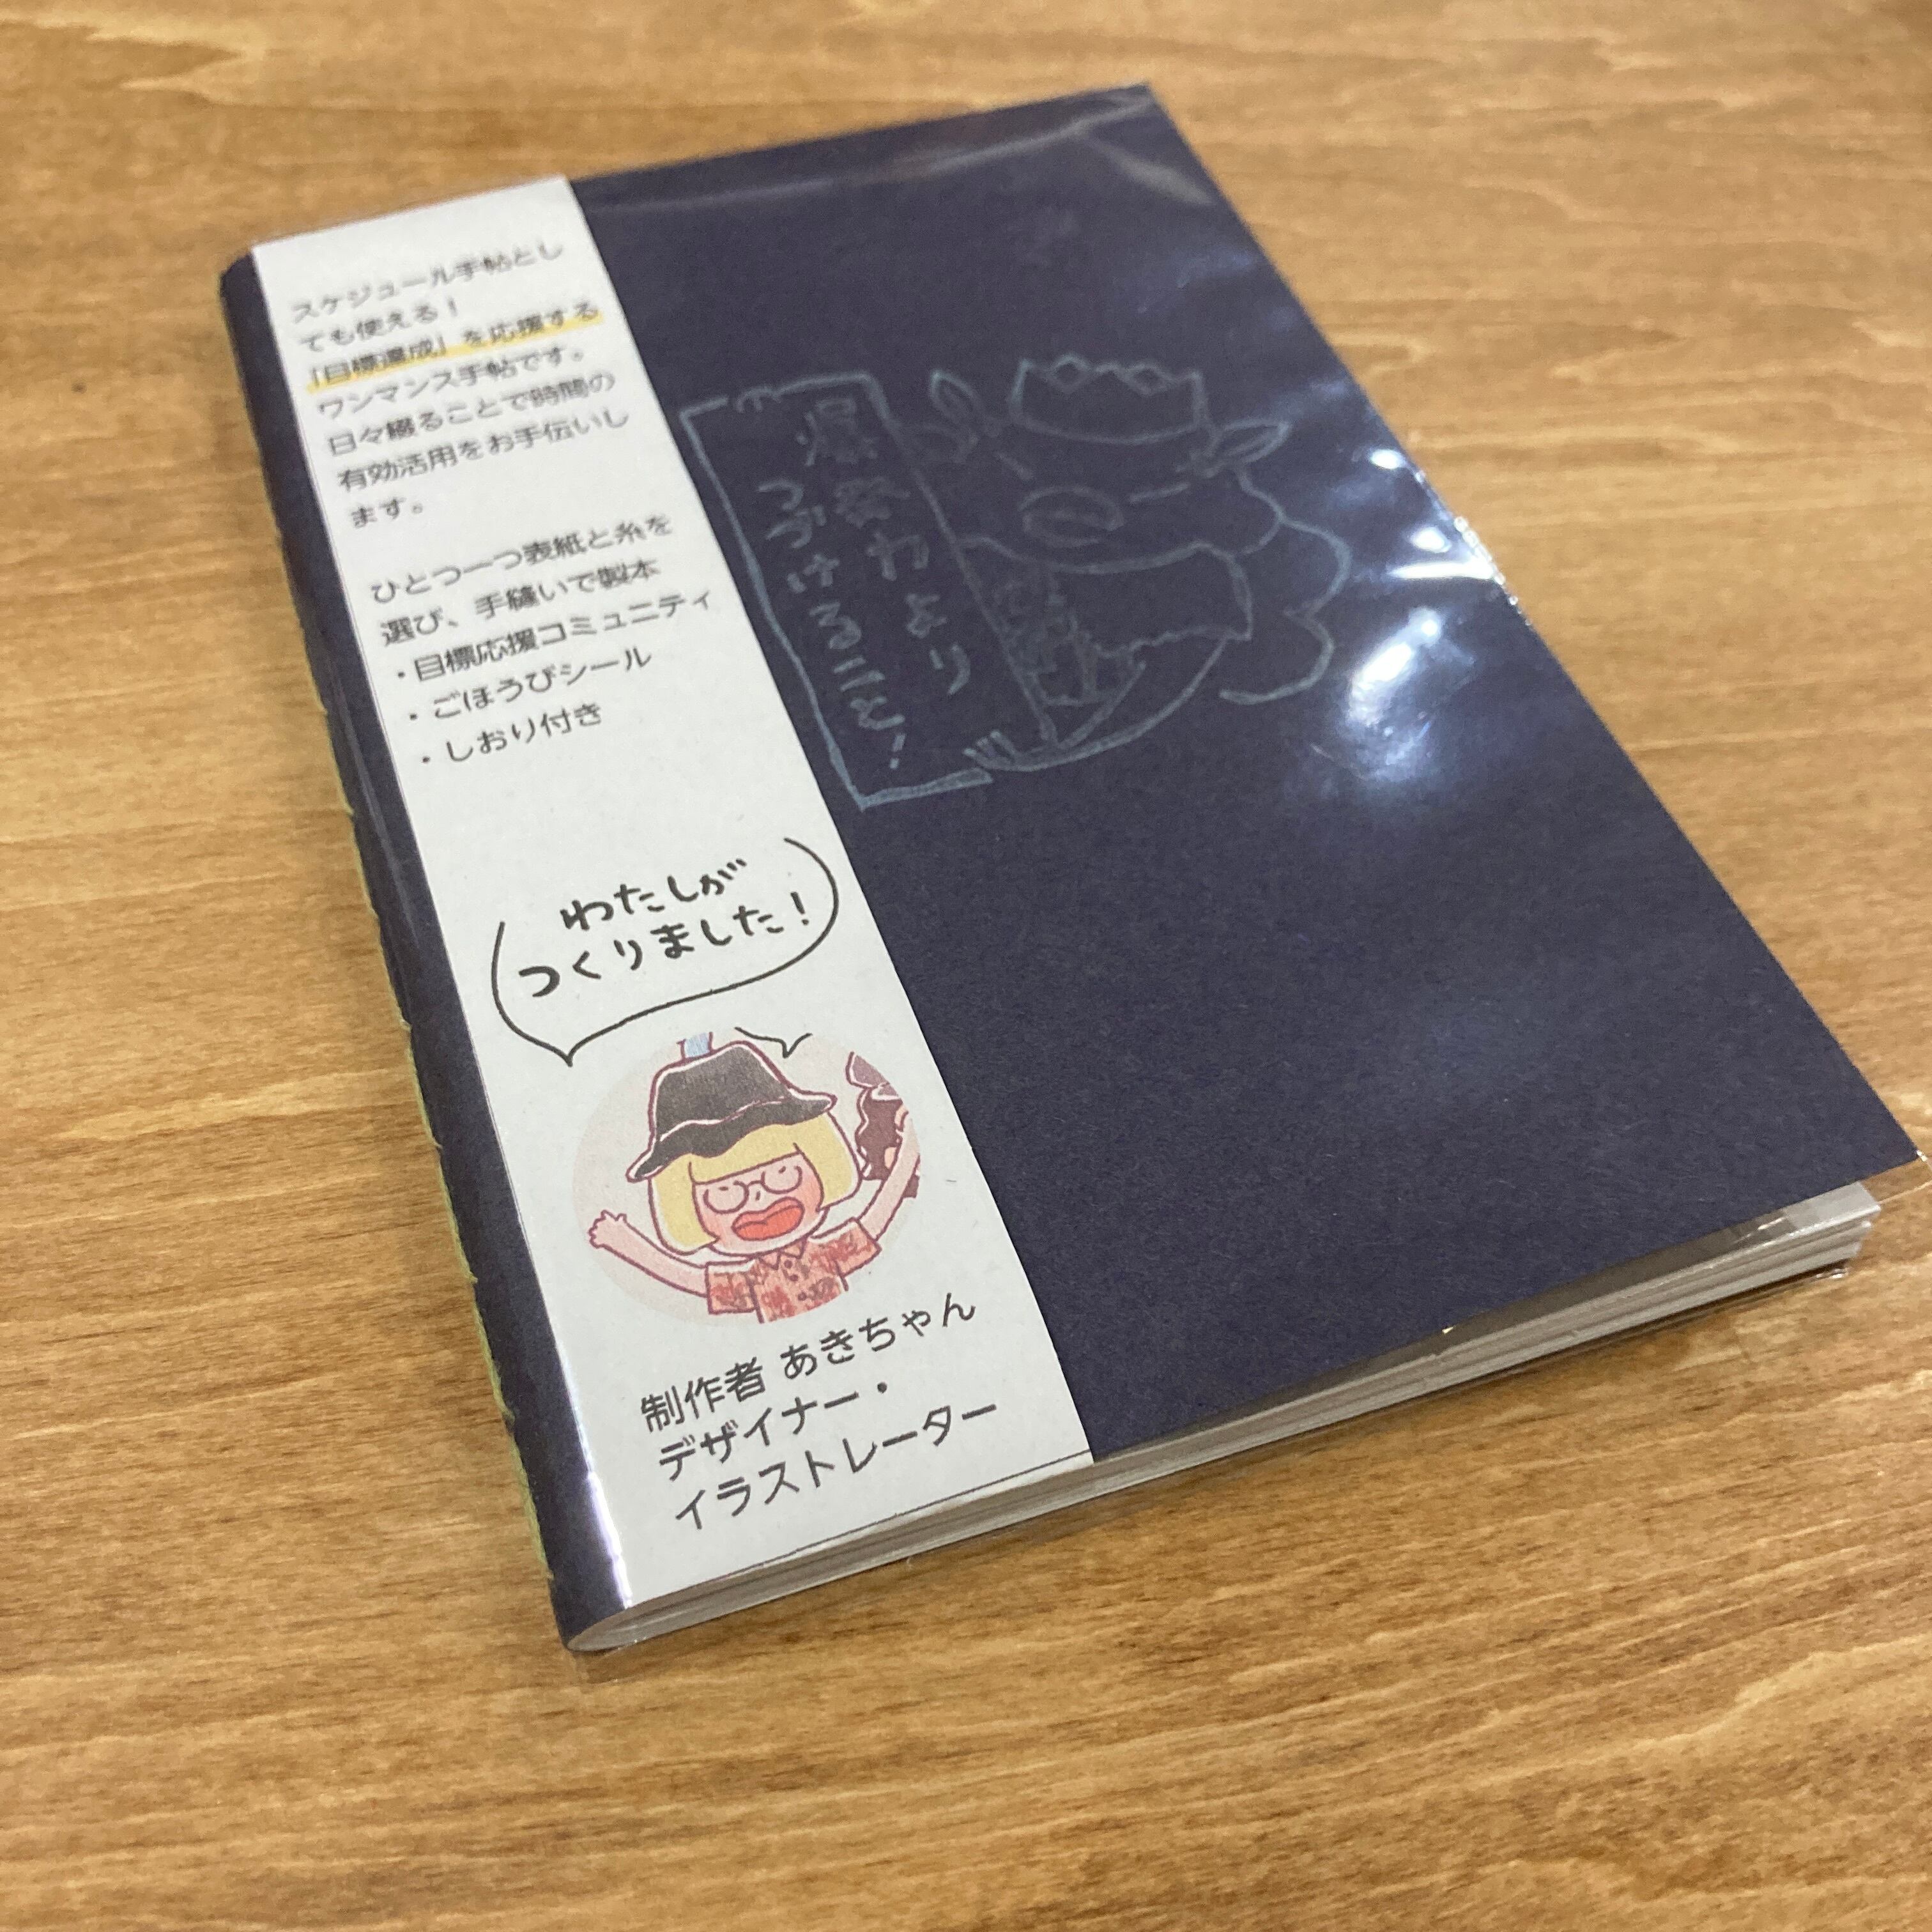 スケジュール手帖とし
ても使える！
「目標達成」を応援する
ワンマンス手帖です。
日々綴ることで時間の
有効活用をお手伝いし
ます。
ひとつ一つ表紙と糸を
選び、手縫いで製本
・目標応援コミュニティ
・ごほうびシール
・しおり付き
わたしが
つくりました！
制作者 あきちゃん
デザイナー・
イラストレーター
爆発力より
つづけること！